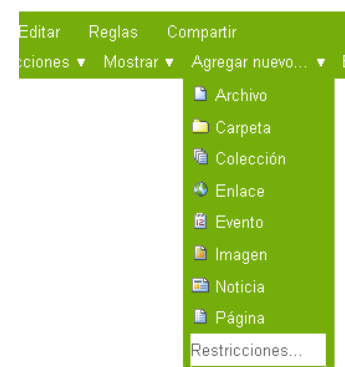 Editar Reglas Compartir
cciones ▼ Mostrar ▼ Agregar nuevo... ▼
Archivo
Carpeta
Colección
Enlace
Evento
Imagen
Noticia
Página
Restricciones...